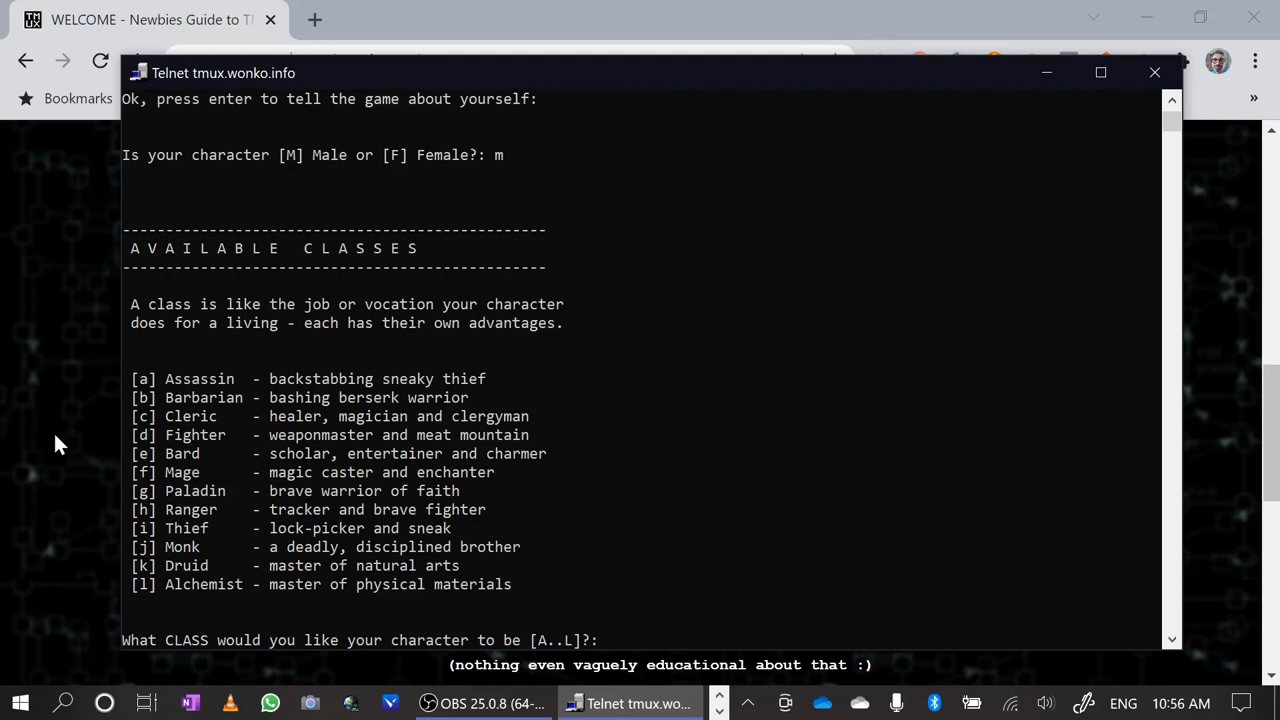 WELCOME - Newbies Guide to TM
Bookmarks
»
Telnet tmux.wonko.info
Ok, press enter to tell the game about yourself:
Is your character [M] Male or [F] Female?: m
-------------------------------------------------
A V A I L A B L E   C L A S S E S
-------------------------------------------------
A class is like the job or vocation your character
does for a living - each has their own advantages.
[a] Assassin  - backstabbing sneaky thief
[b] Barbarian - bashing berserk warrior
[c] Cleric    - healer, magician and clergyman
[d] Fighter   - weaponmaster and meat mountain
[e] Bard      - scholar, entertainer and charmer
[f] Mage      - magic caster and enchanter
[g] Paladin   - brave warrior of faith
[h] Ranger    - tracker and brave fighter
[i] Thief     - lock-picker and sneak
[j] Monk      - a deadly, disciplined brother
[k] Druid     - master of natural arts
[l] Alchemist - master of physical materials
What CLASS would you like your character to be [A..L]?:
(nothing even vaguely educational about that :)
OBS 25.0.8 (64-...
Telnet tmux.wo...
ENG
10:56 AM